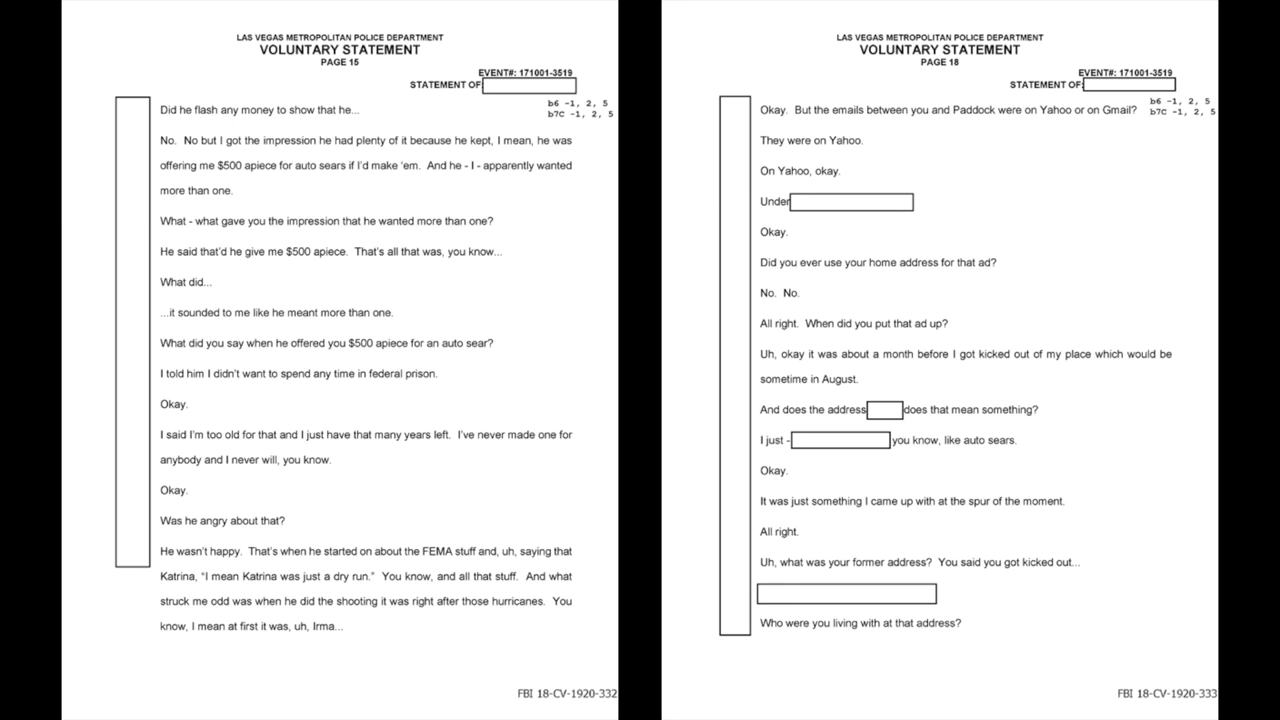 LAS VEGAS METROPOLITAN POLICE DEPARTMENT
VOLUNTARY STATEMENT
PAGE 15
EVENT#: 171001-3519
STATEMENT OF:
b6 -1, 2, 5
b7C -1, 2, 5
Did he flash any money to show that he...
No. No but I got the impression he had plenty of it because he kept, I mean, he was
offering me $500 apiece for auto sears if I'd make 'em. And he - I - apparently wanted
more than one.
What - what gave you the impression that he wanted more than one?
He said that'd he give me $500 apiece. That's all that was, you know...
What did...
...it sounded to me like he meant more than one.
What did you say when he offered you $500 apiece for an auto sear?
I told him I didn't want to spend any time in federal prison.
Okay.
I said I'm too old for that and I just have that many years left. I've never made one for
anybody and I never will, you know.
Okay.
Was he angry about that?
He wasn't happy. That's when he started on about the FEMA stuff and, uh, saying that
Katrina, "I mean Katrina was just a dry run." You know, and all that stuff. And what
struck me odd was when he did the shooting it was right after those hurricanes. You
know, I mean at first it was, uh, Irma...
FBI 18-CV-1920-332
LAS VEGAS METROPOLITAN POLICE DEPARTMENT
VOLUNTARY STATEMENT
PAGE 18
EVENT#: 171001-3519
STATEMENT OF:
b6 -1, 2, 5
b7C -1, 2, 5
Okay. But the emails between you and Paddock were on Yahoo or on Gmail?
They were on Yahoo.
On Yahoo, okay.
Under
Okay.
Did you ever use your home address for that ad?
No. No.
All right. When did you put that ad up?
Uh, okay it was about a month before I got kicked out of my place which would be
sometime in August.
And does the address does that mean something?
I just - you know, like auto sears.
Okay.
It was just something I came up with at the spur of the moment.
All right.
Uh, what was your former address? You said you got kicked out...
Who were you living with at that address?
FBI 18-CV-1920-333